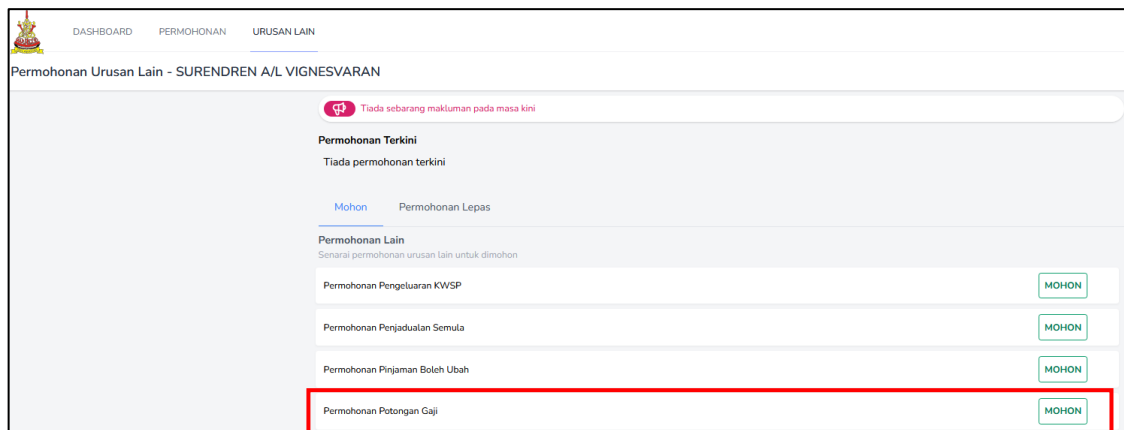 DASHBOARD PERMOHONAN URUSAN LAIN
Permohonan Urusan Lain - SURENDREN A/L VIGNESVARAN
Tiada sebarang makluman pada masa kini
Permohonan Terkini
Tiada permohonan terkini
Mohon Permohonan Lepas
Permohonan Lain
Senarai permohonan urusan lain untuk dimohon
Permohonan Pengeluaran KWSP MOHON
Permohonan Penjadualan Semula MOHON
Permohonan Pinjaman Boleh Ubah MOHON
Permohonan Potongan Gaji MOHON